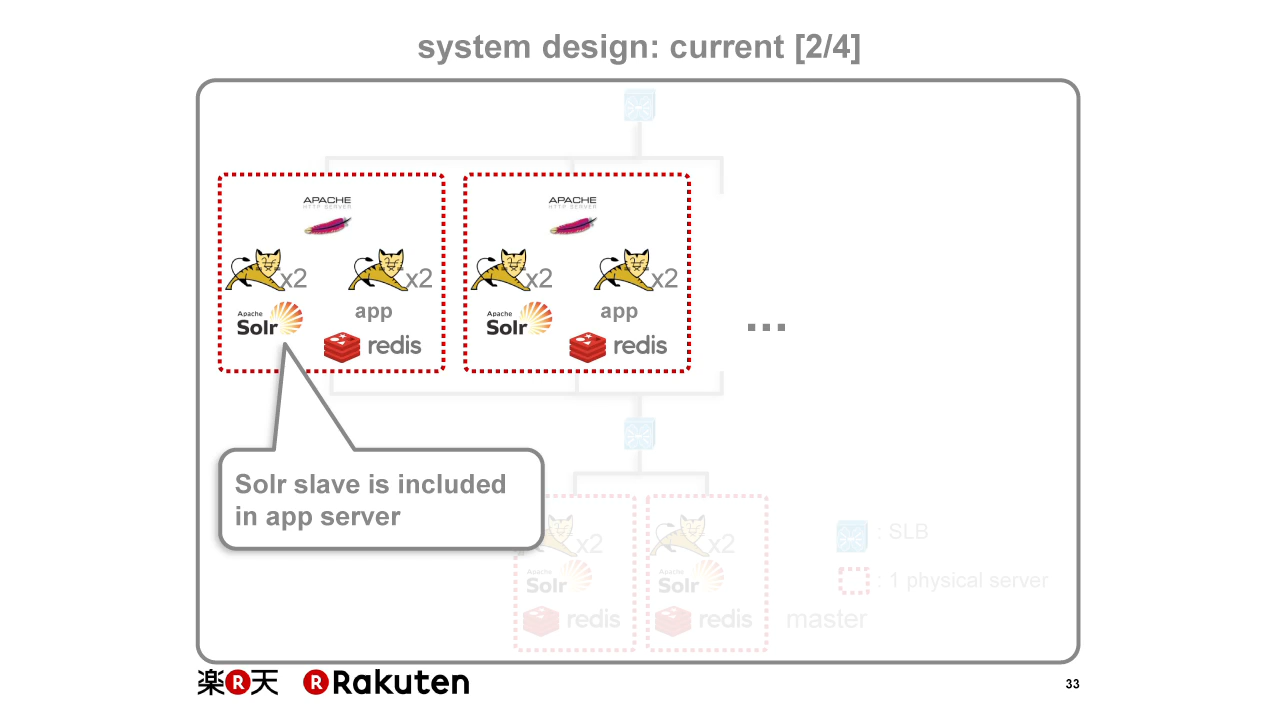 system design: current [2/4]
APACHE
HTTP SERVER
APACHE
HTTP SERVER
x2
x2
x2
x2
Apache
Solr
app
redis
Apache
Solr
app
redis
...
Solr slave is included
in app server
x2
x2
Apache
Solr
Apache
Solr
redis
redis
master
: SLB
: 1 physical server
楽R天
R Rakuten
33